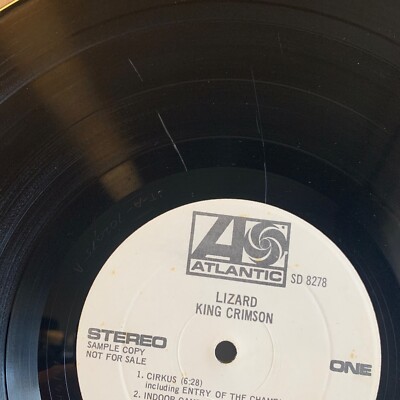 ATLANTIC
SD 8278
LIZARD
KING CRIMSON
STEREO
SAMPLE COPY
NOT FOR SALE
ONE
1. CIRKUS (6:28)
including ENTRY OF THE
2. INDOOR